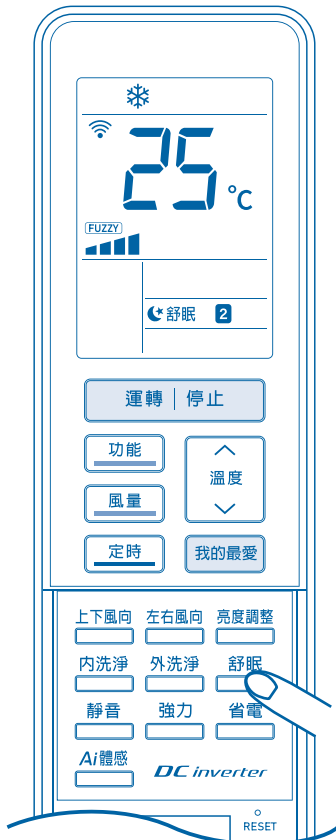 25°C
FUZZY
舒眠 2
運轉 停止
功能
溫度
風量
定時 我的最愛
上下風向 左右風向 亮度調整
內洗淨 外洗淨 舒眠
靜音 強力 省電
Ai體感
DC inverter
RESET